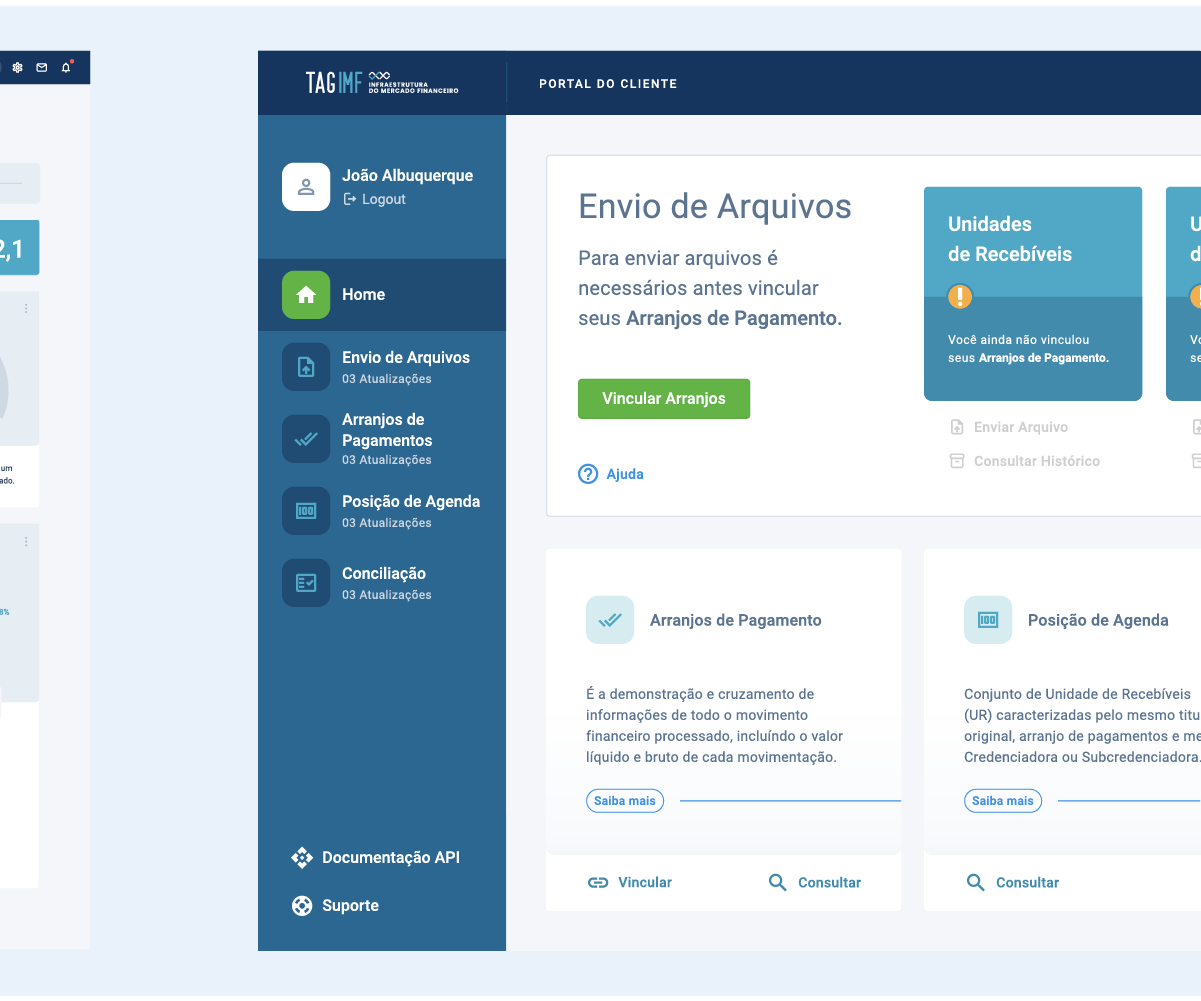 TAG IMF
INFRAESTRUTURA
DO MERCADO FINANCEIRO
PORTAL DO CLIENTE
João Albuquerque
Logout
Home
Envio de Arquivos
03 Atualizações
Arranjos de
Pagamentos
03 Atualizações
Posição de Agenda
03 Atualizações
Conciliação
03 Atualizações
Documentação API
Suporte
Envio de Arquivos
Para enviar arquivos é
necessários antes vincular
seus Arranjos de Pagamento.
Vincular Arranjos
Ajuda
Unidades
de Recebíveis
Você ainda não vinculou
seus Arranjos de Pagamento.
Enviar Arquivo
Consultar Histórico
Arranjos de Pagamento
É a demonstração e cruzamento de
informações de todo o movimento
financeiro processado, incluíndo o valor
líquido e bruto de cada movimentação.
Saiba mais
Vincular
Consultar
Posição de Agenda
Conjunto de Unidade de Recebíveis
(UR) caracterizadas pelo mesmo
original, arranjo de pagamentos e
Credenciadora ou Subcredenciadora.
Saiba mais
Consultar
2,1
um
8%